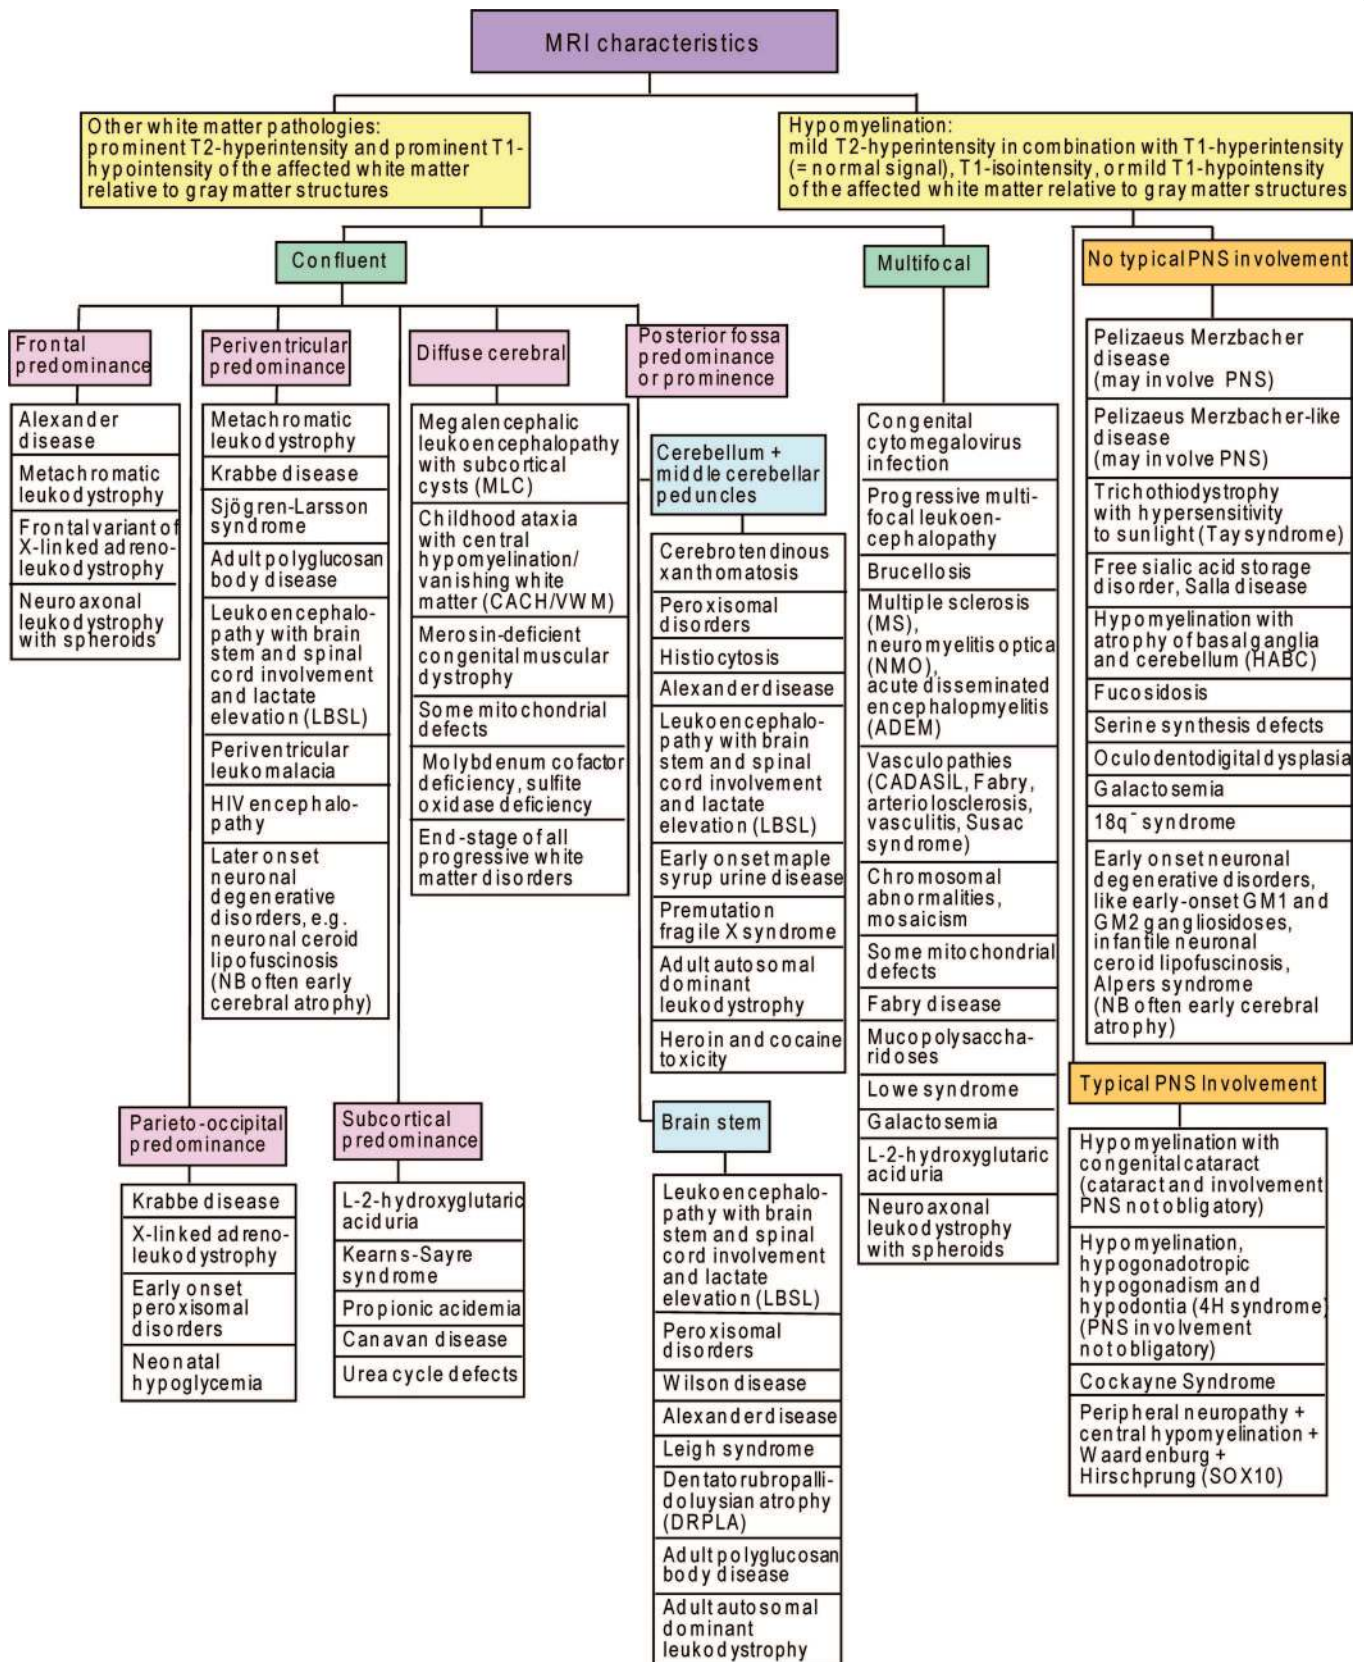 MRI characteristics
Other white matter pathologies:
prominent T2-hyperintensity and prominent T1-
hypointensity of the affected white matter
relative to gray matter structures
Hypomyelination:
mild T2-hyperintensity in combination with T1-hyperintensity
(= normal signal), T1-isointensity, or mild T1-hypointensity
of the affected white matter relative to gray matter structures
Confluent
Multifocal
No typical PNS involvement
Frontal
predominance
Alexander
disease
Metachromatic
leukodystrophy
Frontal variant of
X-linked adreno-
leukodystrophy
Neuroaxonal
leukodystrophy
with spheroids
Periventricular
predominance
Metachromatic
leukodystrophy
Krabbe disease
Sjögren-Larsson
syndrome
Adult polyglucosan
body disease
Leukoencephalo-
pathy with brain
stem and spinal
cord involvement
and lactate
elevation (LBSL)
Periventricular
leukomalacia
HIV encephalo-
pathy
Later onset
neuronal
degenerative
disorders, e.g.
neuronal ceroid
lipofuscinosis
(NB often early
cerebral atrophy)
Diffuse cerebral
Megalencephalic
leukoencephalopathy
with subcortical
cysts (MLC)
Childhood ataxia
with central
hypomyelination/
vanishing white
matter (CACH/VWM)
Merosin-deficient
congenital muscular
dystrophy
Some mitochondrial
defects
Molybdenum cofactor
deficiency, sulfite
oxidase deficiency
End-stage of all
progressive white
matter disorders
Posterior fossa
predominance
or prominence
Cerebellum +
middle cerebellar
peduncles
Cerebrotendinous
xanthomatosis
Peroxisomal
disorders
Histiocytosis
Alexander disease
Leukoencephalo-
pathy with brain
stem and spinal
cord involvement
and lactate
elevation (LBSL)
Early onset maple
syrup urine disease
Premutation
fragile X syndrome
Adult autosomal
dominant
leukodystrophy
Heroin and cocaine
toxicity
Congenital
cytomegalovirus
infection
Progressive multi-
focal leukoen-
cephalopathy
Brucellosis
Multiple sclerosis
(MS),
neuromyelitis optica
(NMO),
acute disseminated
encephalopmyelitis
(ADEM)
Vasculopathies
(CADASIL, Fabry,
arteriolosclerosis,
vasculitis, Susac
syndrome)
Chromosomal
abnormalities,
mosaicism
Some mitochondrial
defects
Fabry disease
Mucopolysaccha-
ridoses
Lowe syndrome
Galactosemia
L-2-hydroxyglutaric
aciduria
Neuroaxonal
leukodystrophy
with spheroids
Pelizaeus Merzbacher
disease
(may involve PNS)
Pelizaeus Merzbacher-like
disease
(may involve PNS)
Trichothiodystrophy
with hypersensitivity
to sunlight (Tay syndrome)
Free sialic acid storage
disorder, Salla disease
Hypomyelination with
atrophy of basal ganglia
and cerebellum (HABC)
Fucosidosis
Serine synthesis defects
Oculodentodigital dysplasia
Galactosemia
18q⁻ syndrome
Early onset neuronal
degenerative disorders,
like early-onset GM1 and
GM2 gangliosidoses,
infantile neuronal
ceroid lipofuscinosis,
Alpers syndrome
(NB often early cerebral
atrophy)
Parieto-occipital
predominance
Krabbe disease
X-linked adreno-
leukodystrophy
Early onset
peroxisomal
disorders
Neonatal
hypoglycemia
Subcortical
predominance
L-2-hydroxyglutaric
aciduria
Kearns-Sayre
syndrome
Propionic acidemia
Canavan disease
Urea cycle defects
Brain stem
Leukoencephalo-
pathy with brain
stem and spinal
cord involvement
and lactate
elevation (LBSL)
Peroxisomal
disorders
Wilson disease
Alexander disease
Leigh syndrome
Dentatorubropalli-
doluysian atrophy
(DRPLA)
Adult polyglucosan
body disease
Adult autosomal
dominant
leukodystrophy
Typical PNS Involvement
Hypomyelination with
congenital cataract
(cataract and involvement
PNS not obligatory)
Hypomyelination,
hypogonadotropic
hypogonadism and
hypodontia (4H syndrome)
(PNS involvement
not obligatory)
Cockayne Syndrome
Peripheral neuropathy +
central hypomyelination +
Waardenburg +
Hirschprung (SOX10)